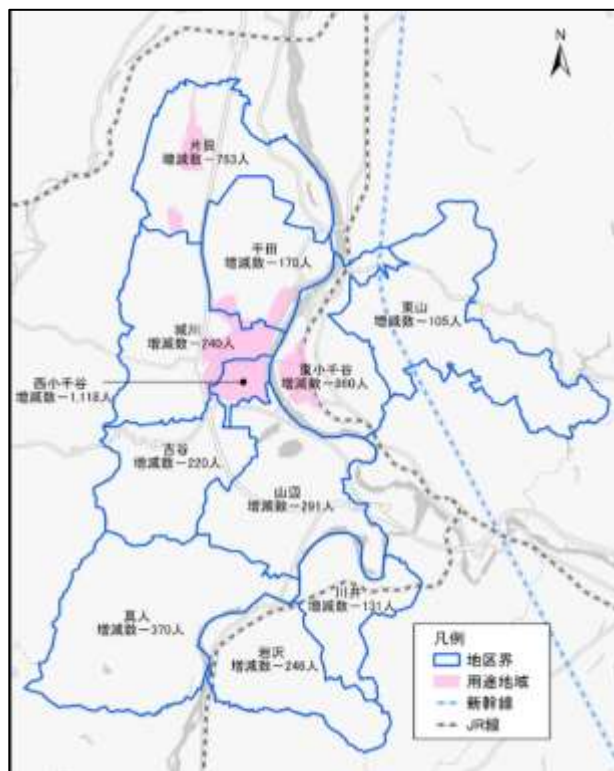 N
片貝
増減数-753人
千田
増減数-170人
東山
増減数-105人
城川
増減数-240人
東小千谷
増減数-860人
西小千谷
増減数-1,118人
吉谷
増減数-220人
山辺
増減数-291人
川井
増減数-131人
真人
増減数-370人
岩沢
増減数-246人
凡例
地区界
用途地域
新幹線
JR線